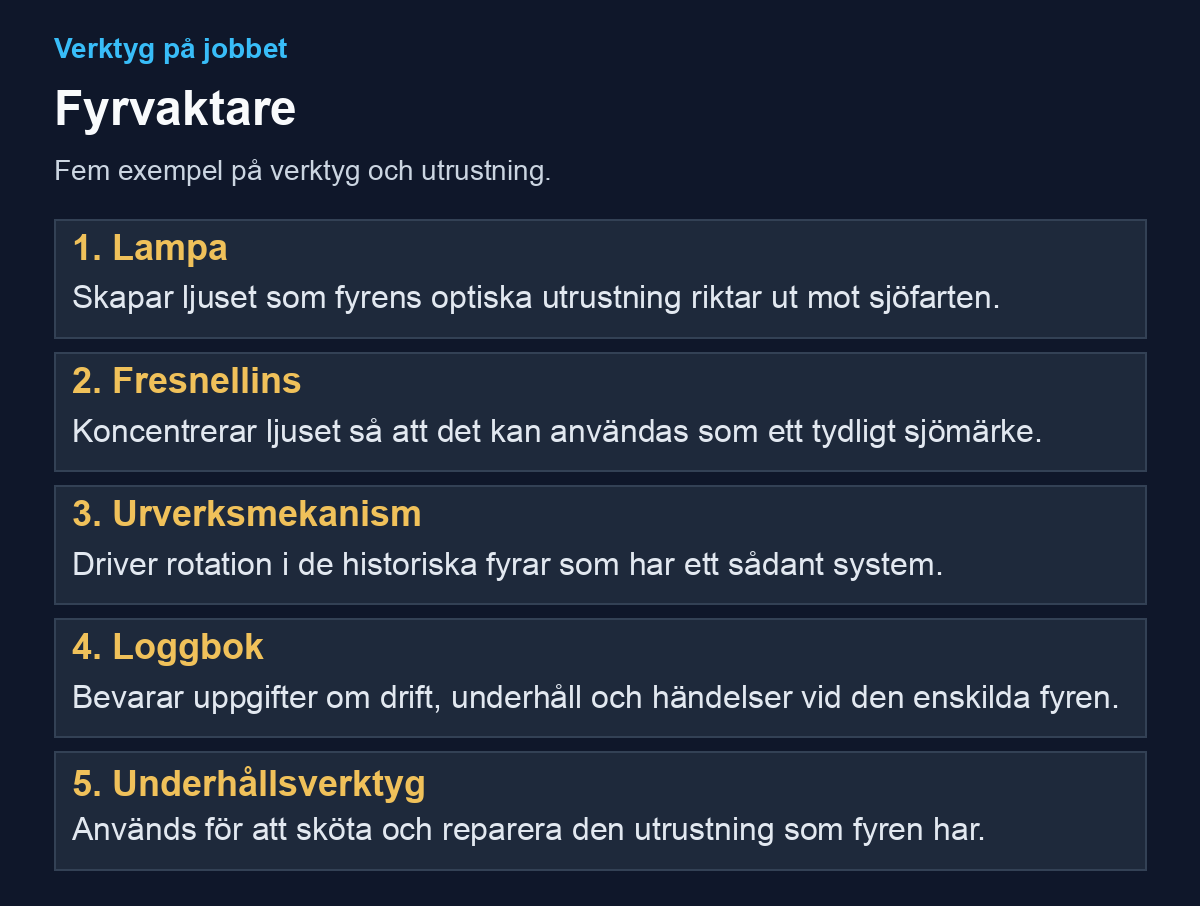 Verktyg på jobbet
Fyrvaktare
Fem exempel på verktyg och utrustning.
1. Lampa
Skapar ljuset som fyrens optiska utrustning riktar ut mot sjöfarten.
2. Fresnellins
Koncentrerar ljuset så att det kan användas som ett tydligt sjömärke.
3. Urverksmekanism
Driver rotation i de historiska fyrar som har ett sådant system.
4. Loggbok
Bevarar uppgifter om drift, underhåll och händelser vid den enskilda fyren.
5. Underhållsverktyg
Används för att sköta och reparera den utrustning som fyren har.